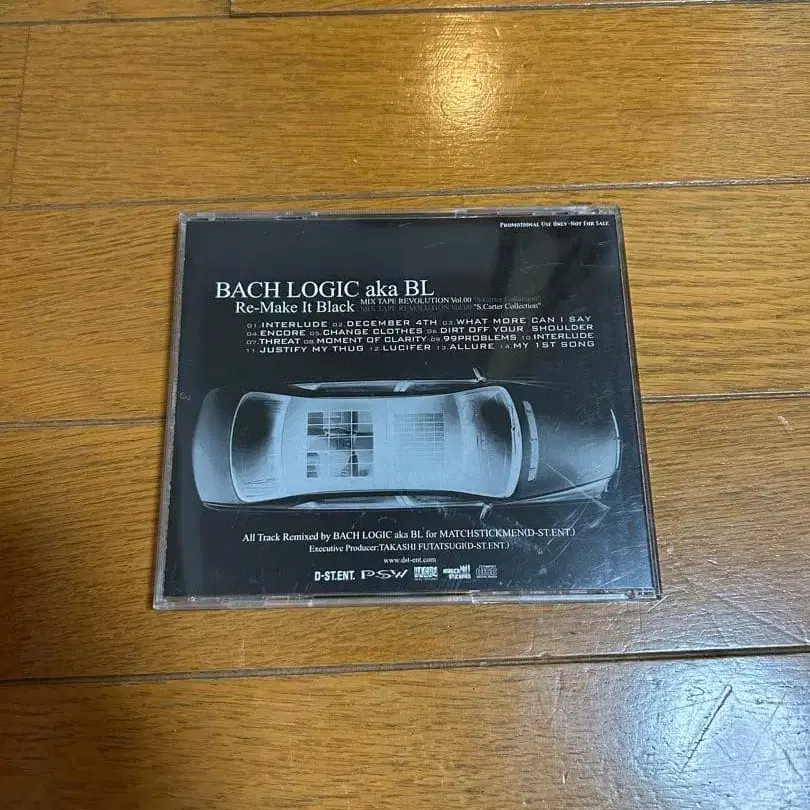 PROMOTIONAL USE ONLY-NOT FOR SALE
BACH LOGIC aka BL
Re-Make It Black MIX TAPE REVOLUTION Vol.00 "S.Carter Collection"
01.INTERLUDE 02.DECEMBER 4TH 03.WHAT MORE CAN I SAY
04.ENCORE 05.CHANGE CLOTHES 06.DIRT OFF YOUR SHOULDER
07.THREAT 08.MOMENT OF CLARITY 09.99PROBLEMS 10.INTERLUDE
11.JUSTIFY MY THUG 12.LUCIFER 13.ALLURE 14.MY 1ST SONG
All Track Remixed by BACH LOGIC aka BL for MATCHSTICKMEN(D-ST.ENT.)
Executive Producer:TAKASHI FUTATSUGI(D-ST.ENT.)
www.dst-ent.com
D-ST.ENT. PSW